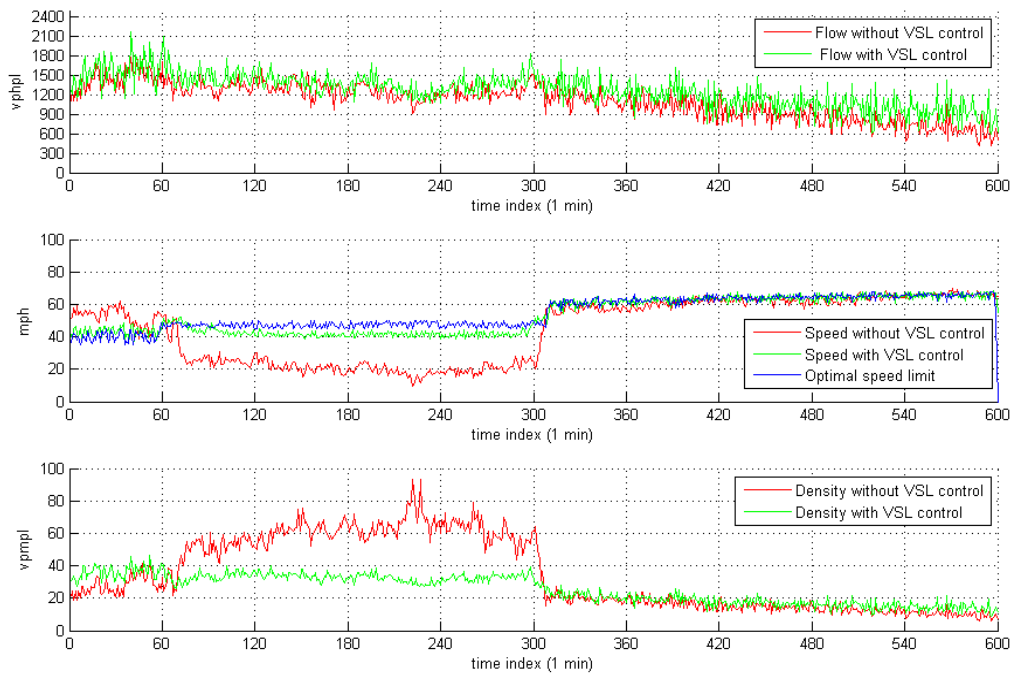 2400
2100
1800
1500
1200
900
600
300
0
vphpl
Flow without VSL control
Flow with VSL control
0 60 120 180 240 300 360 420 480 540 600
time index (1 min)
100
80
60
40
20
0
mph
Speed without VSL control
Speed with VSL control
Optimal speed limit
0 60 120 180 240 300 360 420 480 540 600
time index (1 min)
100
80
60
40
20
0
vpmpl
Density without VSL control
Density with VSL control
0 60 120 180 240 300 360 420 480 540 600
time index (1 min)